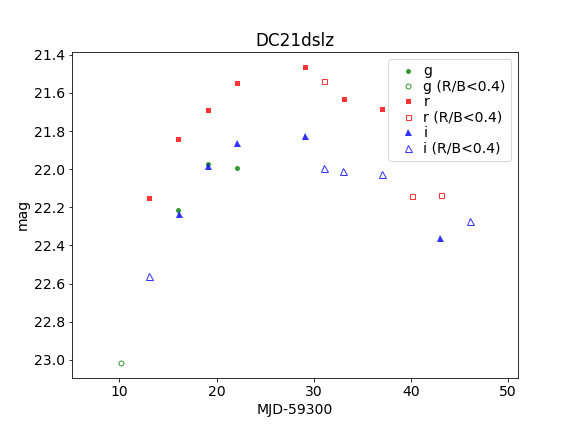 DC21dslz
21.4
21.6
21.8
22.0
22.2
22.4
22.6
22.8
23.0
mag
g
g (R/B<0.4)
r
r (R/B<0.4)
i
i (R/B<0.4)
10
20
30
40
50
MJD-59300